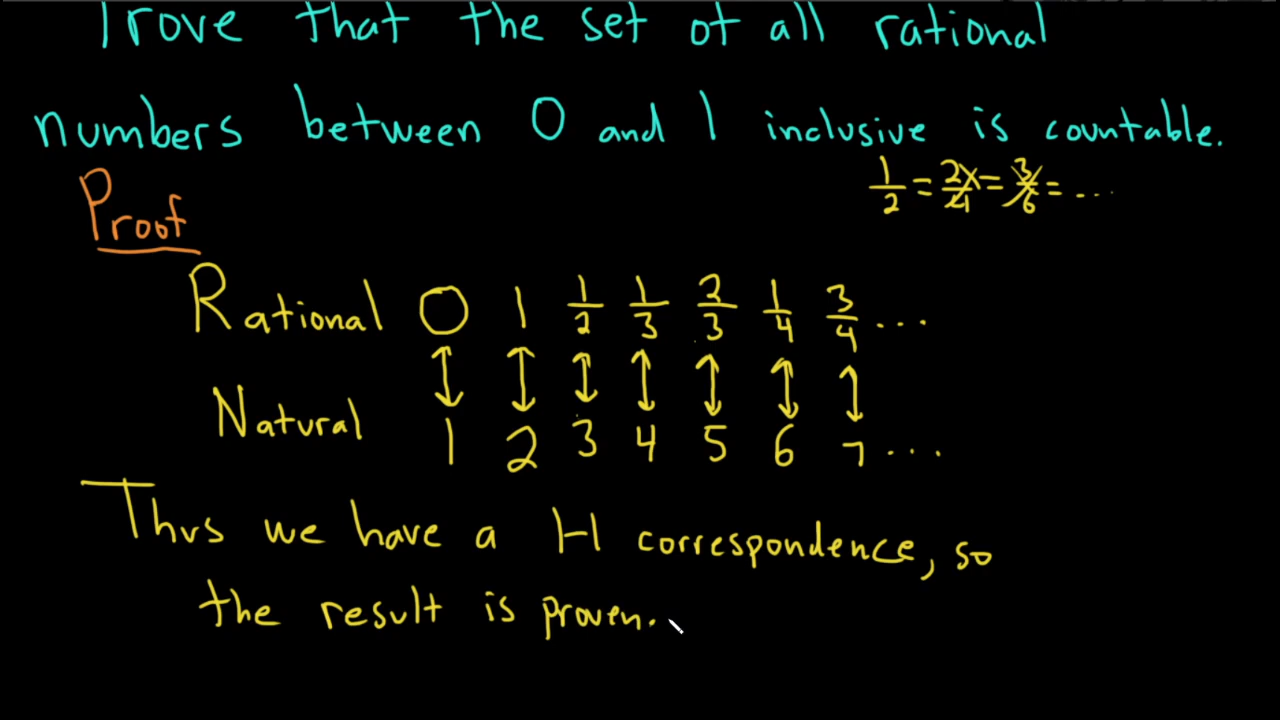 Prove that the set of all rational
numbers between 0 and 1 inclusive is countable.
Proof
1/2 = 2/4 = 3/6 = ...
Rational 0 1 1/2 1/3 2/3 1/4 3/4 ...
↕ ↕ ↕ ↕ ↕ ↕ ↕
Natural 1 2 3 4 5 6 7 ...
Thus we have a 1-1 correspondence, so
the result is proven.